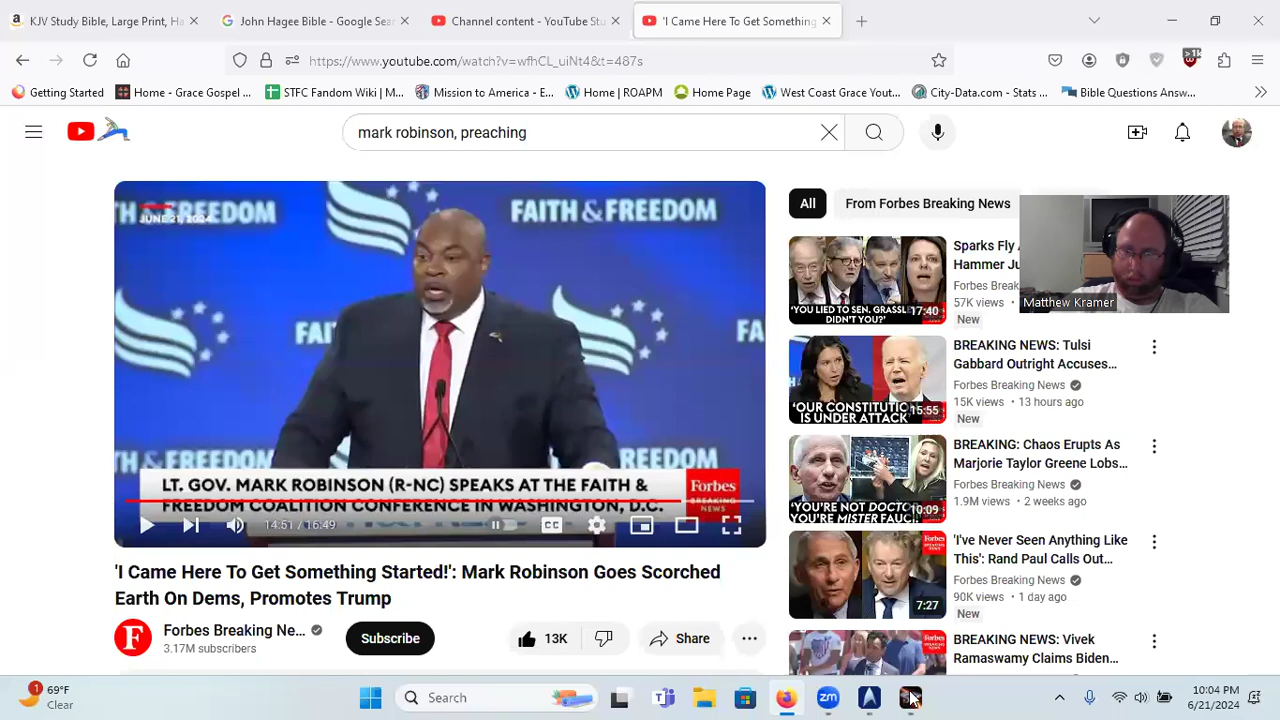 KJV Study Bible, Large Print, Ha
John Hagee Bible - Google Sear
Channel content - YouTube Stu
'I Came Here To Get Something
https://www.youtube.com/watch?v=wfhCL_uiNt4&t=487s
>1k
Getting Started
Home - Grace Gospel ...
STFC Fandom Wiki | M...
Mission to America - E...
Home | ROAPM
Home Page
West Coast Grace Yout...
City-Data.com - Stats ...
Bible Questions Answ...
mark robinson, preaching
JUNE 21, 2024
FAITH & FREEDOM
LT. GOV. MARK ROBINSON (R-NC) SPEAKS AT THE FAITH &
FREEDOM COALITION CONFERENCE IN WASHINGTON, D.C.
Forbes
BREAKING NEWS
14:51 / 16:49
CC
'I Came Here To Get Something Started!': Mark Robinson Goes Scorched
Earth On Dems, Promotes Trump
Forbes Breaking Ne...
3.17M subscribers
Subscribe
13K
Share
All
From Forbes Breaking News
Matthew Kramer
'YOU LIED TO SEN. GRASSLE
DIDN'T YOU?'
17:40
Sparks Fly
Hammer Ju
Forbes Break
57K views
New
'OUR CONSTITUTIO
IS UNDER ATTACK
15:55
BREAKING NEWS: Tulsi
Gabbard Outright Accuses...
Forbes Breaking News
15K views • 13 hours ago
New
'YOU'RE NOT DOCTO
YOU'RE MISTER FAUC
10:09
BREAKING: Chaos Erupts As
Marjorie Taylor Greene Lobs...
Forbes Breaking News
1.9M views • 2 weeks ago
7:27
'I've Never Seen Anything Like
This': Rand Paul Calls Out...
Forbes Breaking News
90K views • 1 day ago
New
BREAKING NEWS: Vivek
Ramaswamy Claims Biden...
1
69°F
Clear
Search
zm
10:04 PM
6/21/2024